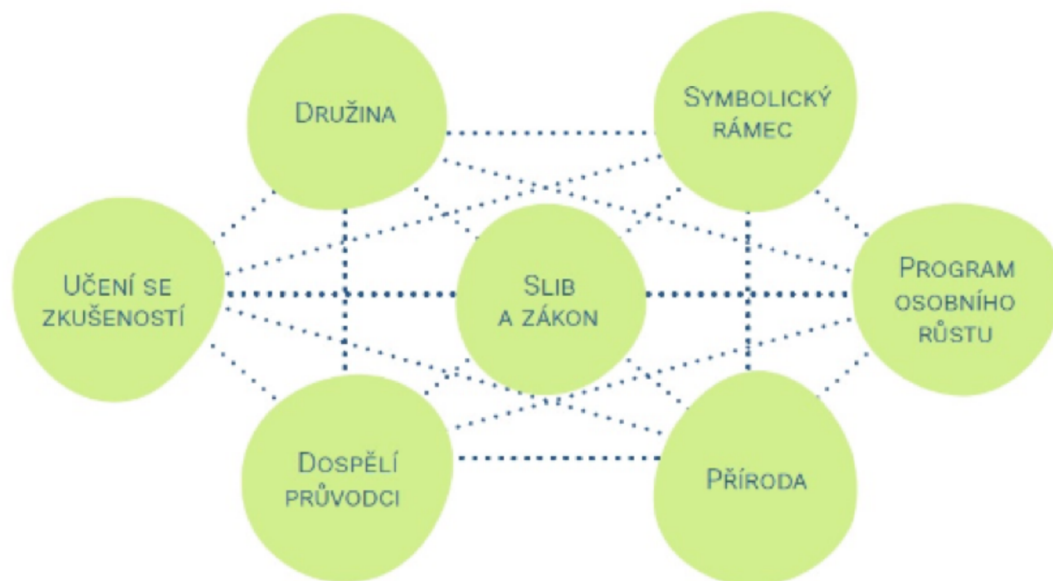 Družina
Symbolický
rámec
Učení se
zkušeností
Slib
a zákon
Program
osobního
růstu
Dospělí
průvodci
Příroda